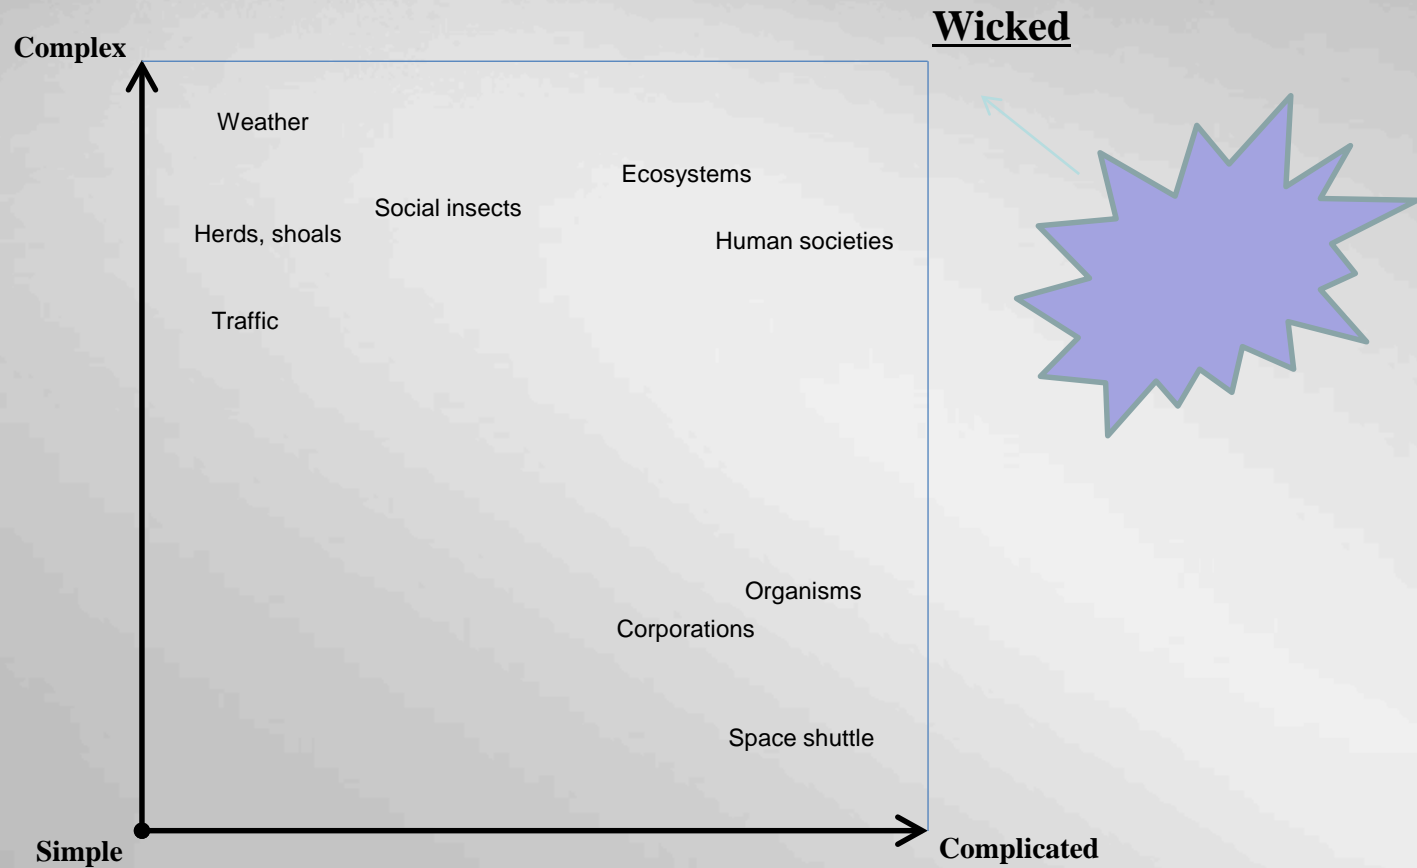 Wicked
Complex
Weather
Ecosystems
Social insects
Herds, shoals
Human societies
Traffic
Organisms
Corporations
Space shuttle
Simple
Complicated